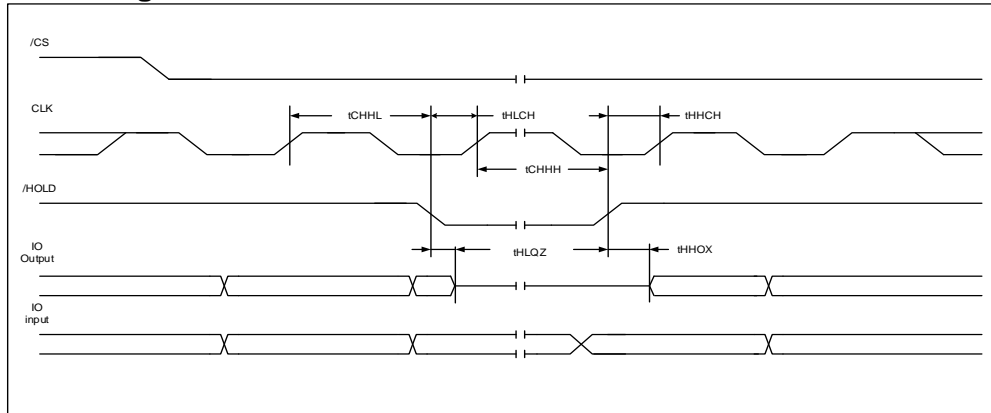 /CS
CLK
tCHHL
tHLCH
tHHCH
tCHHH
/HOLD
IO
Output
tHLQZ
tHHOX
IO
input